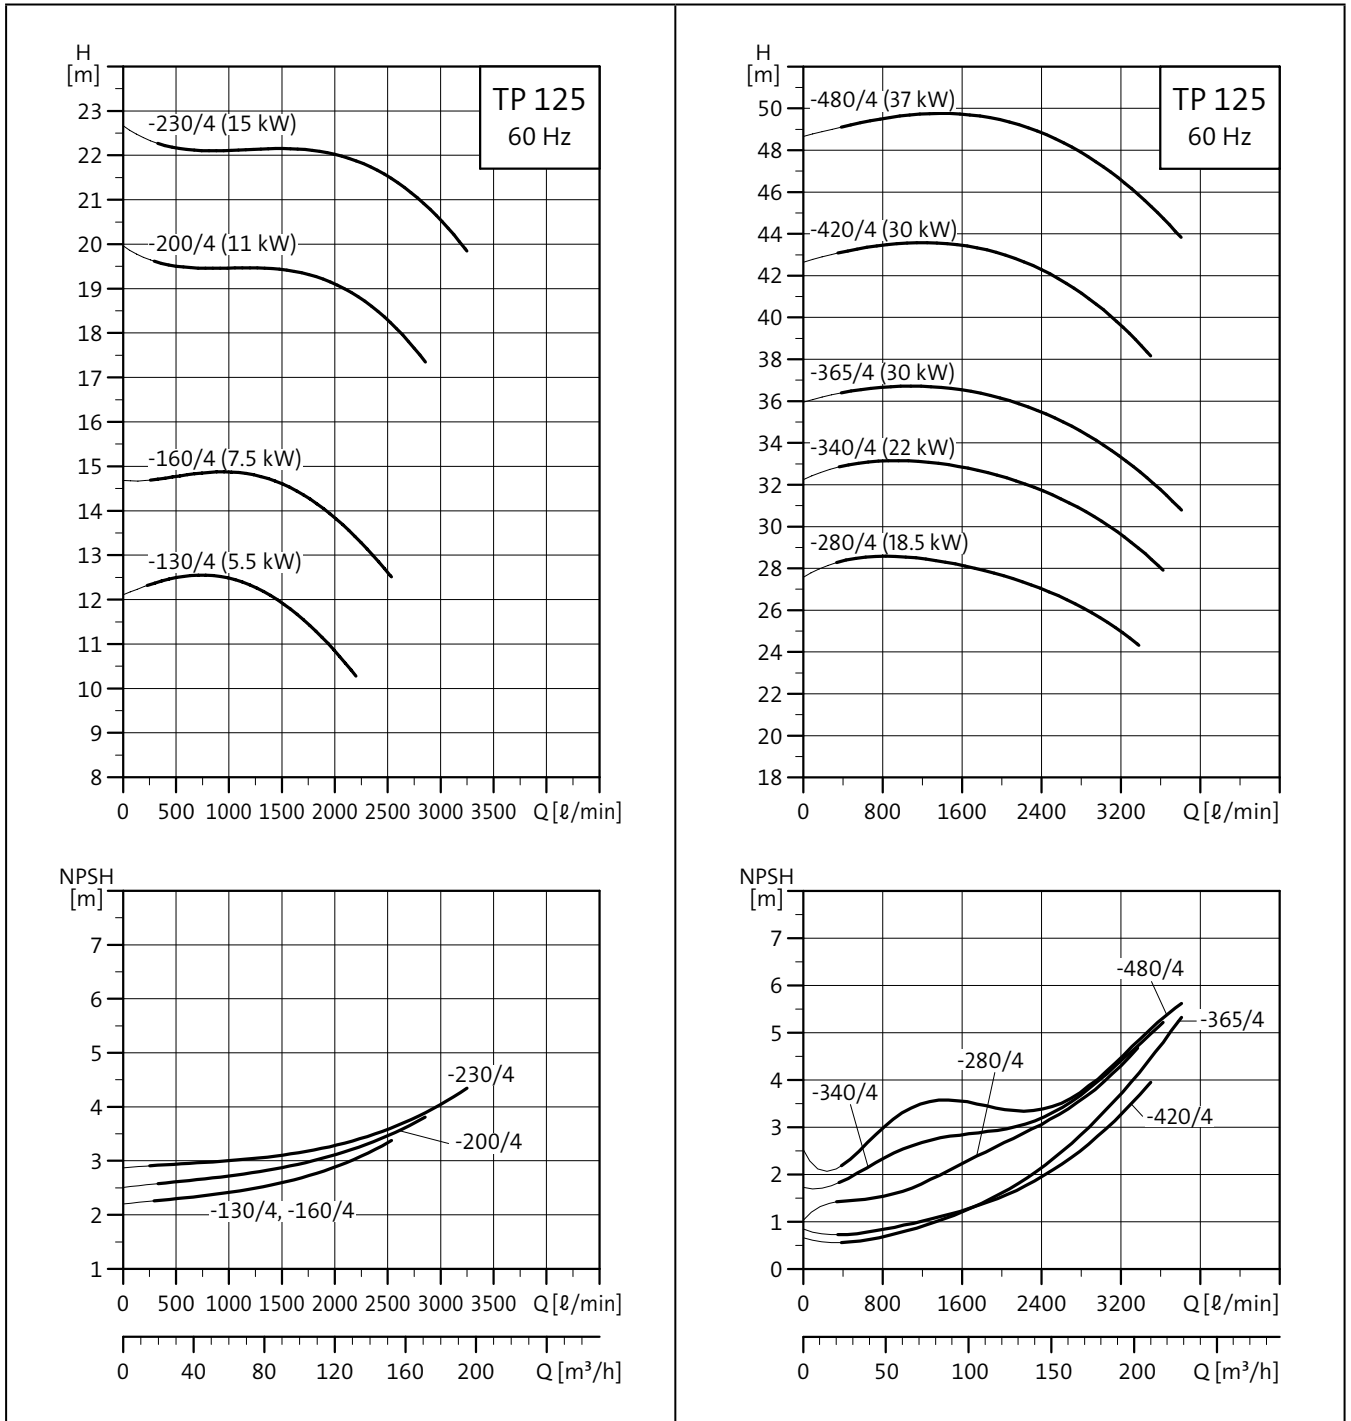 H
[m]
TP 125
60 Hz
23
22
21
20
19
18
17
16
15
14
13
12
11
10
9
8
-230/4 (15 kW)
-200/4 (11 kW)
-160/4 (7.5 kW)
-130/4 (5.5 kW)
0 500 1000 1500 2000 2500 3000 3500 Q [ℓ/min]
NPSH
[m]
7
6
5
4
3
2
1
-230/4
-200/4
-130/4, -160/4
0 500 1000 1500 2000 2500 3000 3500 Q [ℓ/min]
0 40 80 120 160 200 Q [m³/h]
H
[m]
TP 125
60 Hz
50
48
46
44
42
40
38
36
34
32
30
28
26
24
22
20
18
-480/4 (37 kW)
-420/4 (30 kW)
-365/4 (30 kW)
-340/4 (22 kW)
-280/4 (18.5 kW)
0 800 1600 2400 3200 Q [ℓ/min]
NPSH
[m]
7
6
5
4
3
2
1
0
-480/4
-365/4
-280/4
-340/4
-420/4
0 800 1600 2400 3200 Q [ℓ/min]
0 50 100 150 200 Q [m³/h]